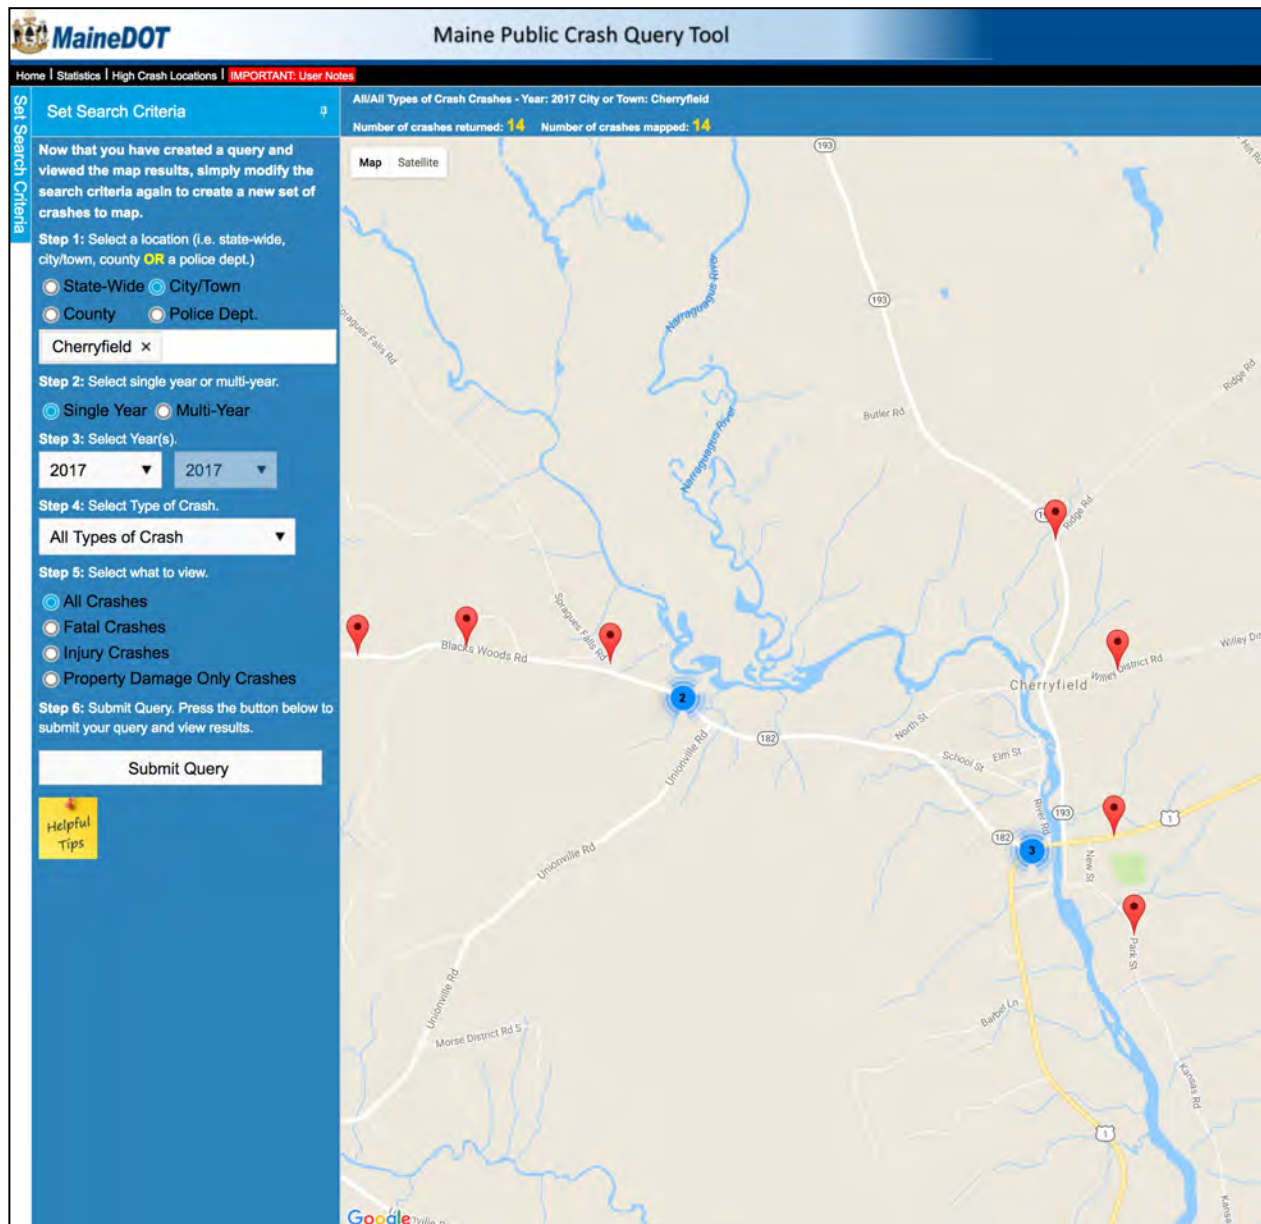 MaineDOT
Maine Public Crash Query Tool
Home | Statistics | High Crash Locations | IMPORTANT: User Notes
Set Search Criteria
Set Search Criteria
Now that you have created a query and
viewed the map results, simply modify the
search criteria again to create a new set of
crashes to map.
Step 1: Select a location (i.e. state-wide,
city/town, county OR a police dept.)
State-Wide City/Town
County Police Dept.
Cherryfield ×
Step 2: Select single year or multi-year.
Single Year Multi-Year
Step 3: Select Year(s).
2017 2017
Step 4: Select Type of Crash.
All Types of Crash
Step 5: Select what to view.
All Crashes
Fatal Crashes
Injury Crashes
Property Damage Only Crashes
Step 6: Submit Query. Press the button below to
submit your query and view results.
Submit Query
Helpful
Tips
All/All Types of Crash Crashes - Year: 2017 City or Town: Cherryfield
Number of crashes returned: 14 Number of crashes mapped: 14
Map Satellite
193
Hill Rd
Narraguagus River
193
Spragues Falls Rd
Ridge Rd
Butler Rd
Narraguagus River
Ridge Rd
Spragues Falls Rd
Blacks Woods Rd
Willey District Rd
Cherryfield
2
North St
Unionville Rd
182
School St
Elm St
River Rd
193
1
182
3
New St
Unionville Rd
Park St
Unionville Rd
Barbel Ln
Morse District Rd S
Kansas Rd
1
Google